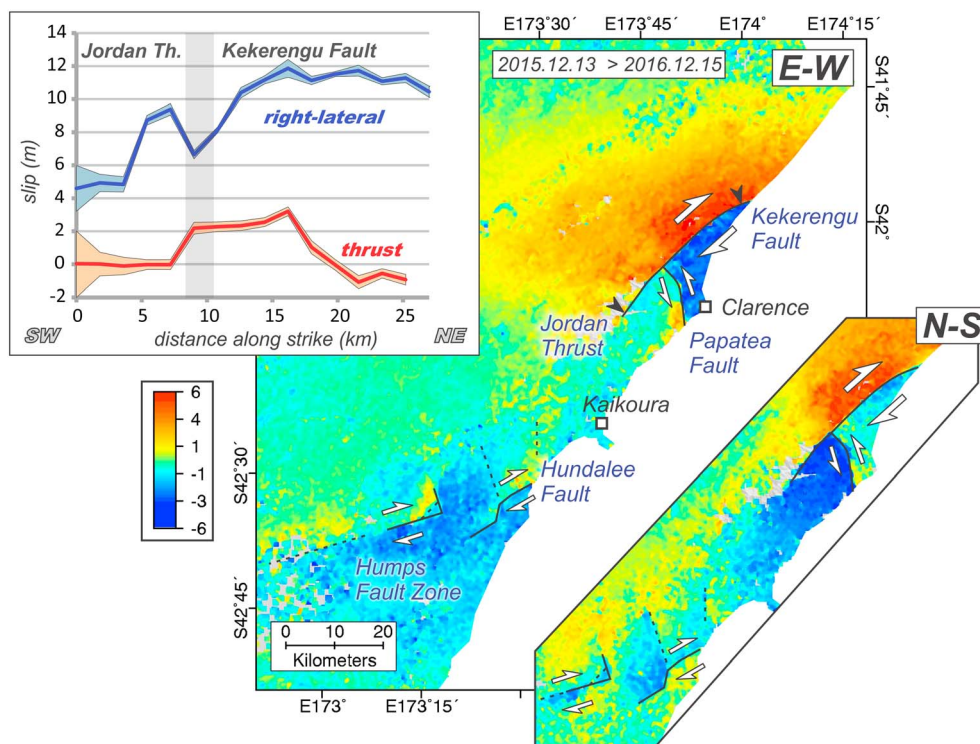 E173°30´ E173°45´ E174° E174°15´
14
12
10
8
6
4
2
0
-2
slip (m)
Jordan Th. Kekerengu Fault
right-lateral
thrust
0 5 10 15 20 25
SW distance along strike (km) NE
2015.12.13 > 2016.12.15
E-W
S41°45´
S42°
Kekerengu
Fault
Clarence
Jordan
Thrust
Papatea
Fault
N-S
Kaikoura
6
4
1
-1
-3
-6
S42°30´
Hundalee
Fault
Humps
Fault Zone
S42°45´
0 10 20
Kilometers
E173° E173°15´